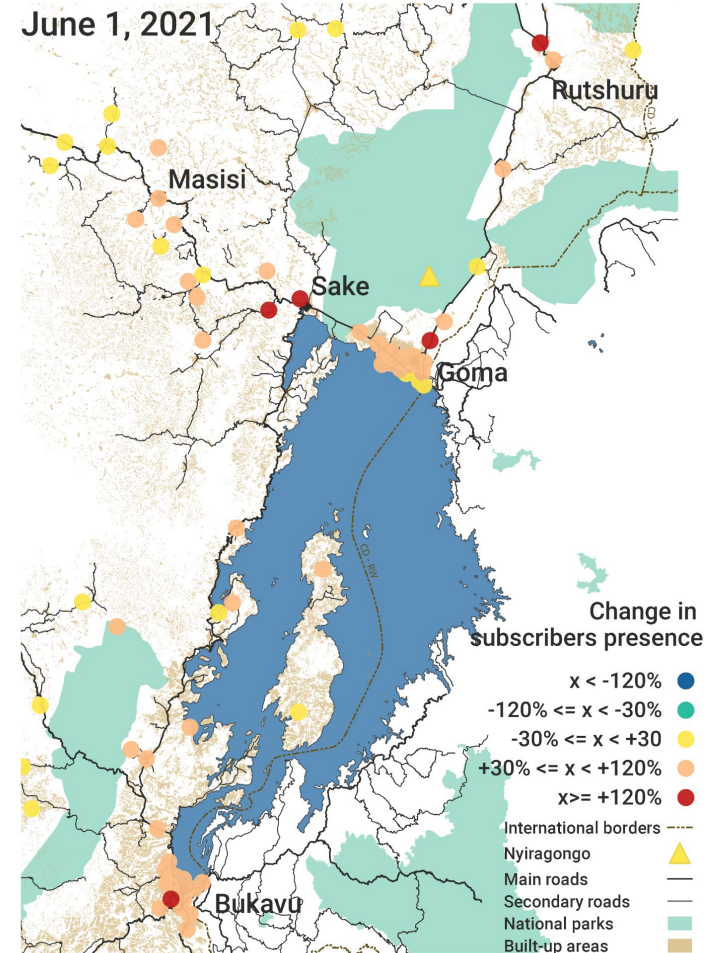 June 1, 2021
Rutshuru
CD -
Masisi
Sake
Goma
CD - RW
Bukavu
Change in
subscribers presence
x < -120%
-120% <= x < -30%
-30% <= x < +30
+30% <= x < +120%
x>= +120%
International borders
Nyiragongo
Main roads
Secondary roads
National parks
Built-up areas